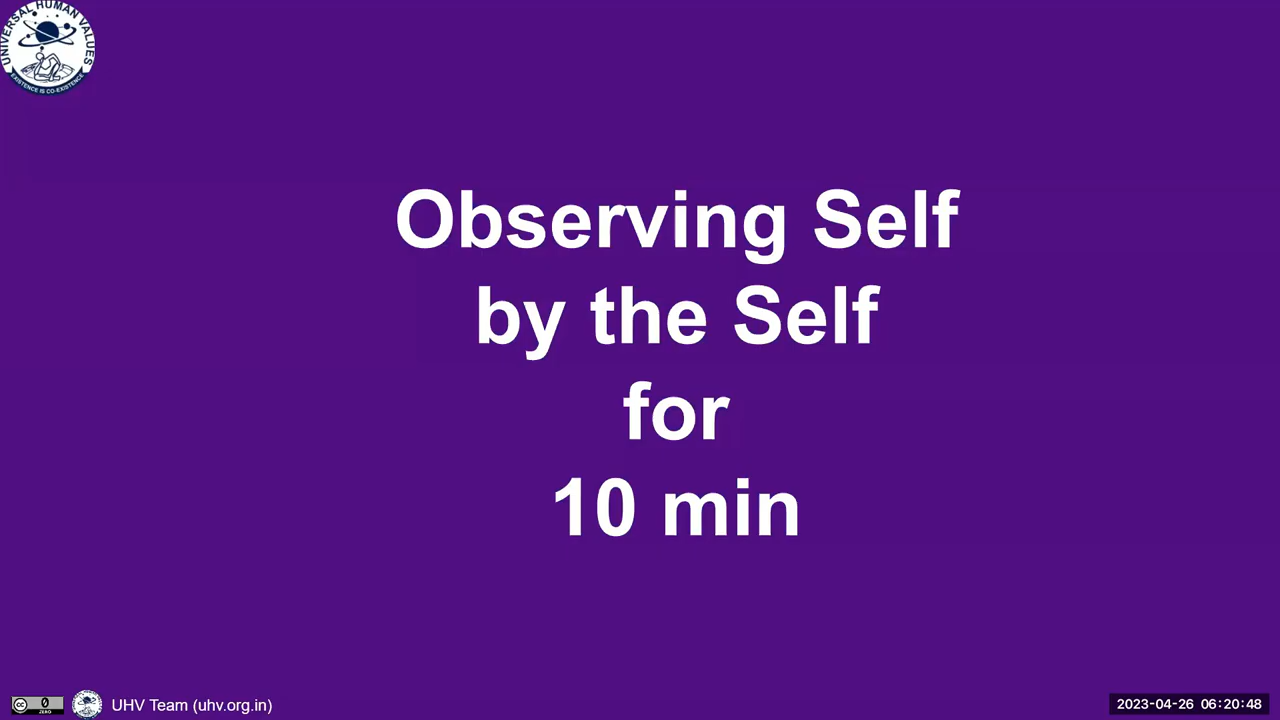 UNIVERSAL HUMAN VALUES
EXISTENCE IS CO-EXISTENCE
Observing Self
by the Self
for
10 min
UHV Team (uhv.org.in)
2023-04-26 06:20:48